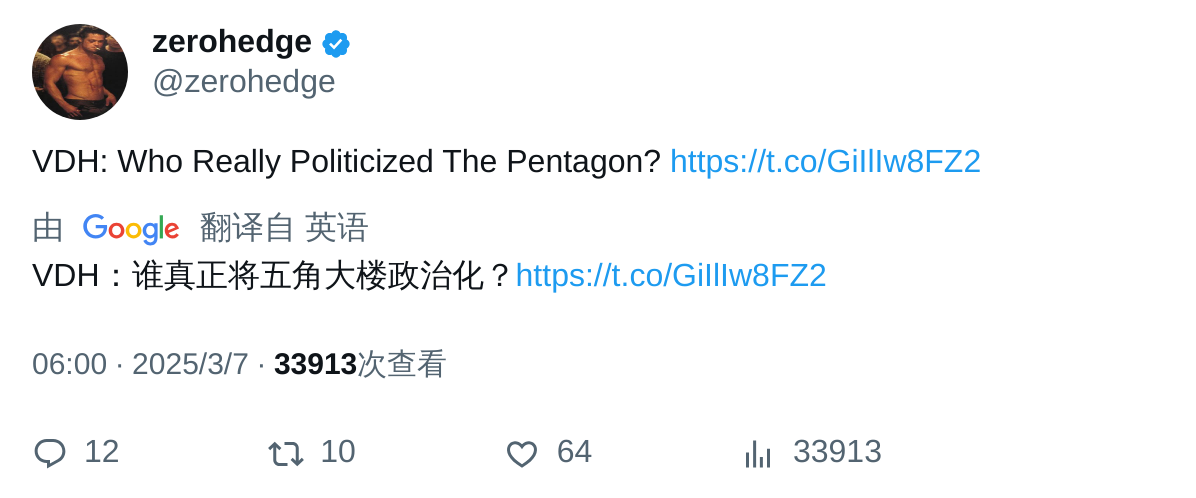 zerohedge
@zerohedge
VDH: Who Really Politicized The Pentagon? https://t.co/GiIlIw8FZ2
由 Google 翻译自 英语
VDH：谁真正将五角大楼政治化？https://t.co/GiIlIw8FZ2
06:00 · 2025/3/7 · 33913次查看
12 10 64 33913